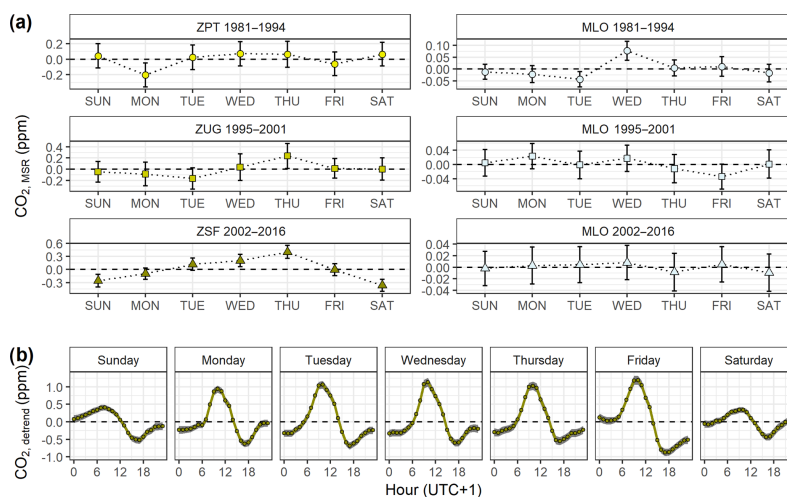 (a)
ZPT 1981–1994
MLO 1981–1994
0.2
0.0
-0.2
0.10
0.05
0.00
-0.05
SUN MON TUE WED THU FRI SAT
SUN MON TUE WED THU FRI SAT
CO2, MSR (ppm)
ZUG 1995–2001
MLO 1995–2001
0.4
0.2
0.0
-0.2
0.04
0.00
-0.04
SUN MON TUE WED THU FRI SAT
SUN MON TUE WED THU FRI SAT
ZSF 2002–2016
MLO 2002–2016
0.6
0.3
0.0
-0.3
0.04
0.02
0.00
-0.02
-0.04
SUN MON TUE WED THU FRI SAT
SUN MON TUE WED THU FRI SAT
(b)
Sunday Monday Tuesday Wednesday Thursday Friday Saturday
CO2, detrend (ppm)
1.0
0.5
0.0
-0.5
-1.0
0 6 12 18 0 6 12 18 0 6 12 18 0 6 12 18 0 6 12 18 0 6 12 18 0 6 12 18
Hour (UTC+1)